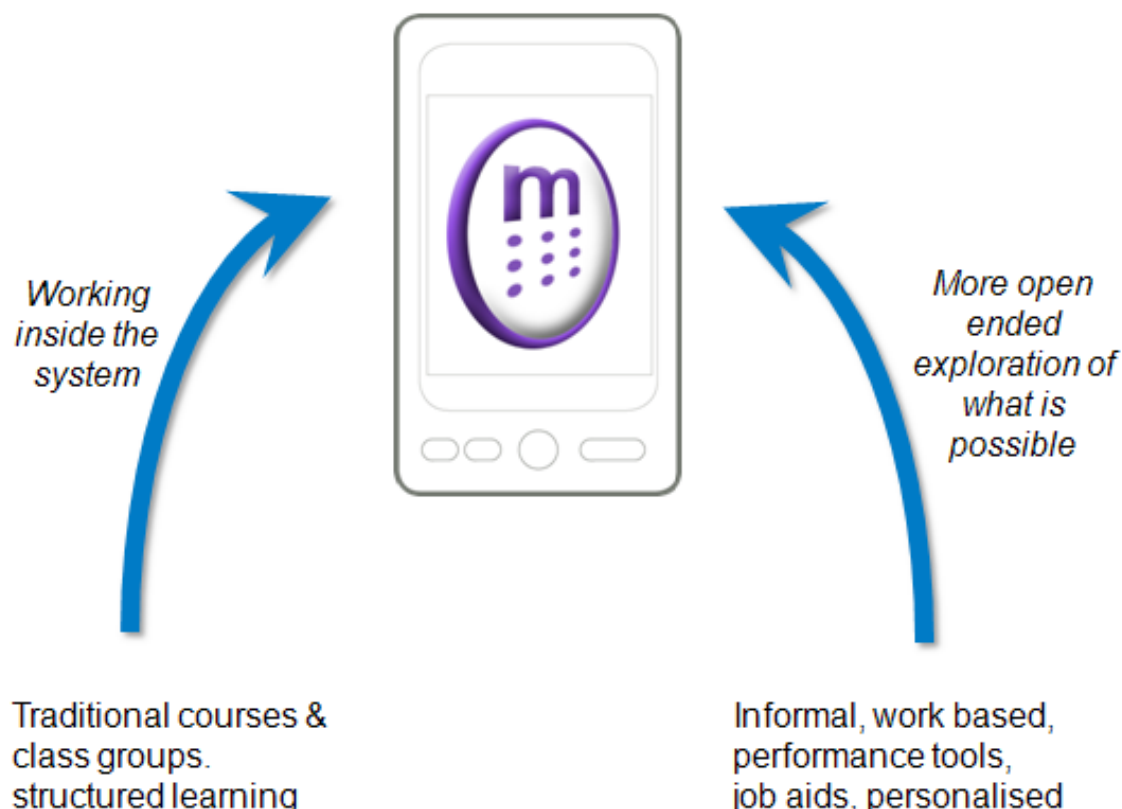 m
Working
inside the
system
More open
ended
exploration of
what is
possible
Traditional courses &
class groups.
structured learning
Informal, work based,
performance tools,
job aids, personalised